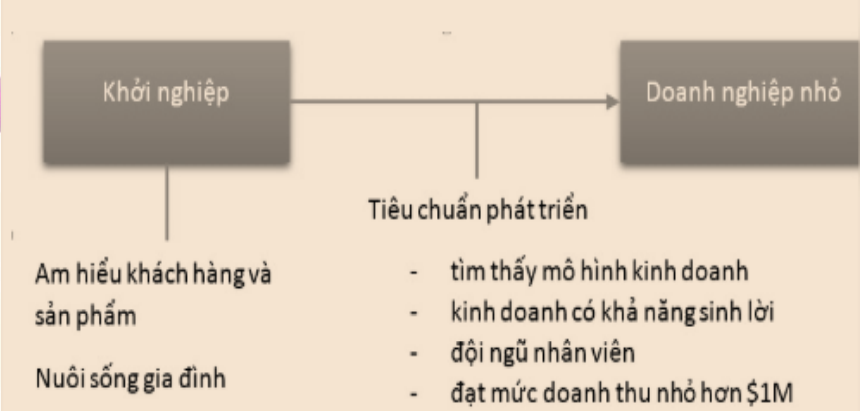 Khởi nghiệp
Doanh nghiệp nhỏ
Tiêu chuẩn phát triển
Am hiểu khách hàng và
sản phẩm
Nuôi sống gia đình
- tìm thấy mô hình kinh doanh
- kinh doanh có khả năng sinh lời
- đội ngũ nhân viên
- đạt mức doanh thu nhỏ hơn $1M